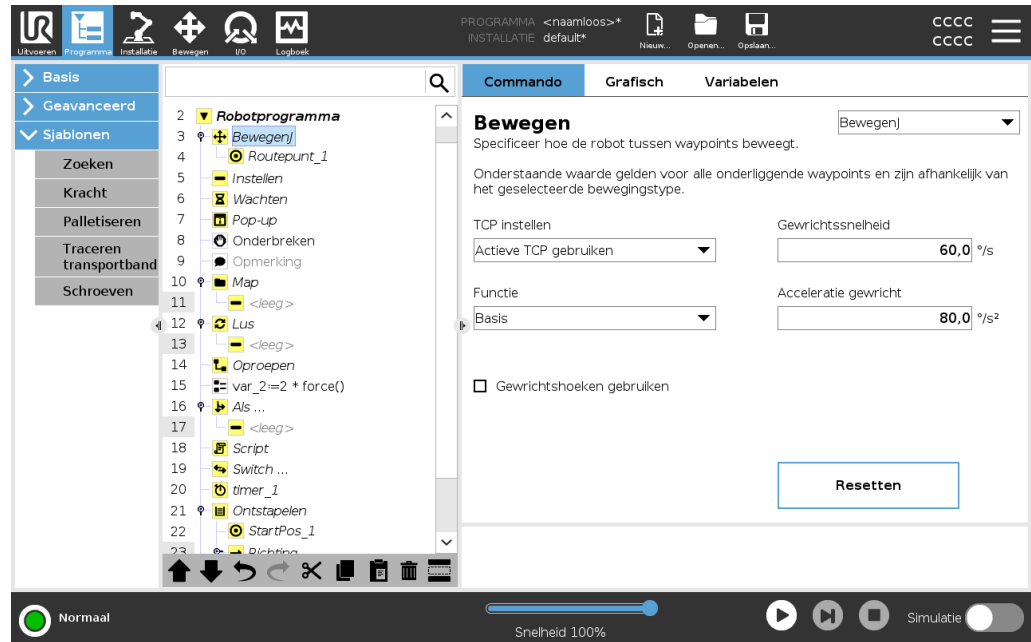 UR
PROGRAMMA <naamloos>*
INSTALLATIE default*
CCCC
CCCC
Uitvoeren Programma Installatie Bewegen I/O Logboek Nieuw... Openen... Opslaan...
Basis
Geavanceerd
Sjablonen
Zoeken
Kracht
Palletiseren
Traceren
transportband
Schroeven
2 Robotprogramma
3 BewegenJ
4 Routepunt_1
5 Instellen
6 Wachten
7 Pop-up
8 Onderbreken
9 Opmerking
10 Map
11 <leeg>
12 Lus
13 <leeg>
14 Oproepen
15 var_2:=2 * force()
16 Als ...
17 <leeg>
18 Script
19 Switch ...
20 timer_1
21 Ontstapelen
22 StartPos_1
23 Richting
Commando Grafisch Variabelen
Bewegen
BewegenJ
Specificeer hoe de robot tussen waypoints beweegt.
Onderstaande waarde gelden voor alle onderliggende waypoints en zijn afhankelijk van
het geselecteerde bewegingstype.
TCP instellen Gewrichtssnelheid
Actieve TCP gebruiken 60,0 °/s
Functie Acceleratie gewricht
Basis 80,0 °/s²
Gewrichtshoeken gebruiken
Resetten
Normaal
Snelheid 100%
Simulatie